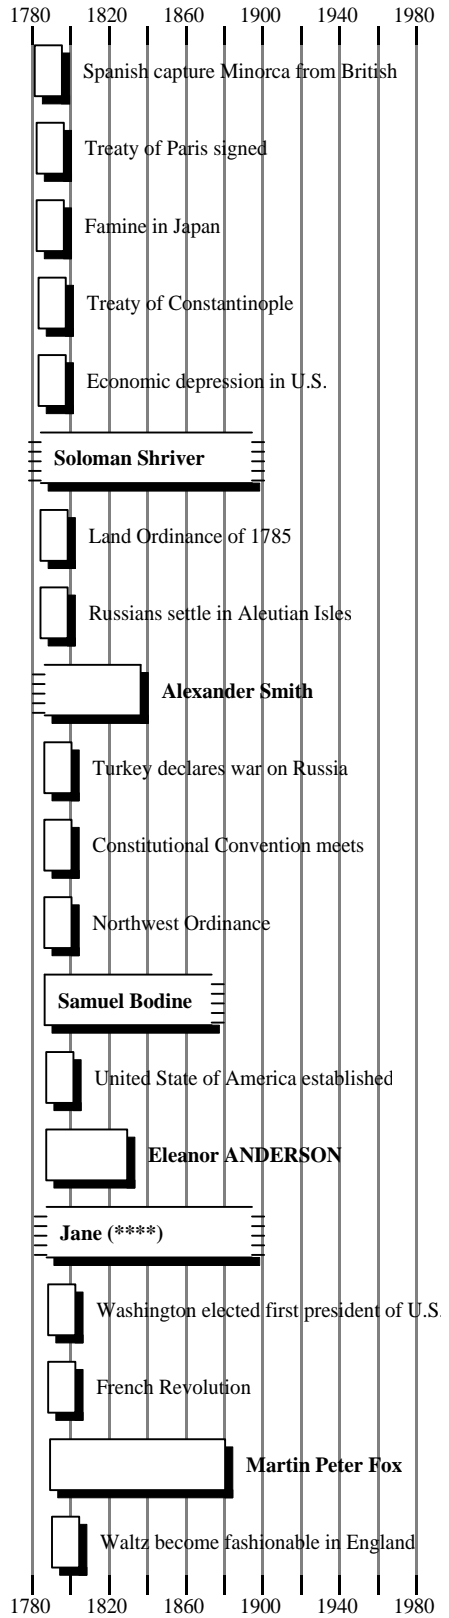 1780 1820 1860 1900 1940 1980
Spanish capture Minorca from British
Treaty of Paris signed
Famine in Japan
Treaty of Constantinople
Economic depression in U.S.
Soloman Shriver
Land Ordinance of 1785
Russians settle in Aleutian Isles
Alexander Smith
Turkey declares war on Russia
Constitutional Convention meets
Northwest Ordinance
Samuel Bodine
United State of America established
Eleanor ANDERSON
Jane (****)
Washington elected first president of U.S.
French Revolution
Martin Peter Fox
Waltz become fashionable in England
1780 1820 1860 1900 1940 1980